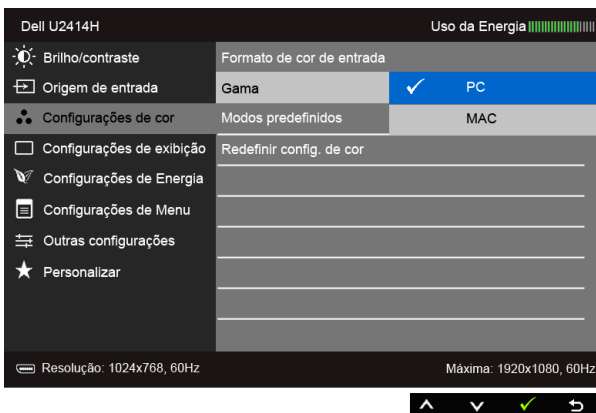 Dell U2414H Uso da Energia
Brilho/contraste Formato de cor de entrada
Origem de entrada Gama PC
Configurações de cor Modos predefinidos MAC
Configurações de exibição Redefinir config. de cor
Configurações de Energia
Configurações de Menu
Outras configurações
Personalizar
Resolução: 1024x768, 60Hz Máxima: 1920x1080, 60Hz